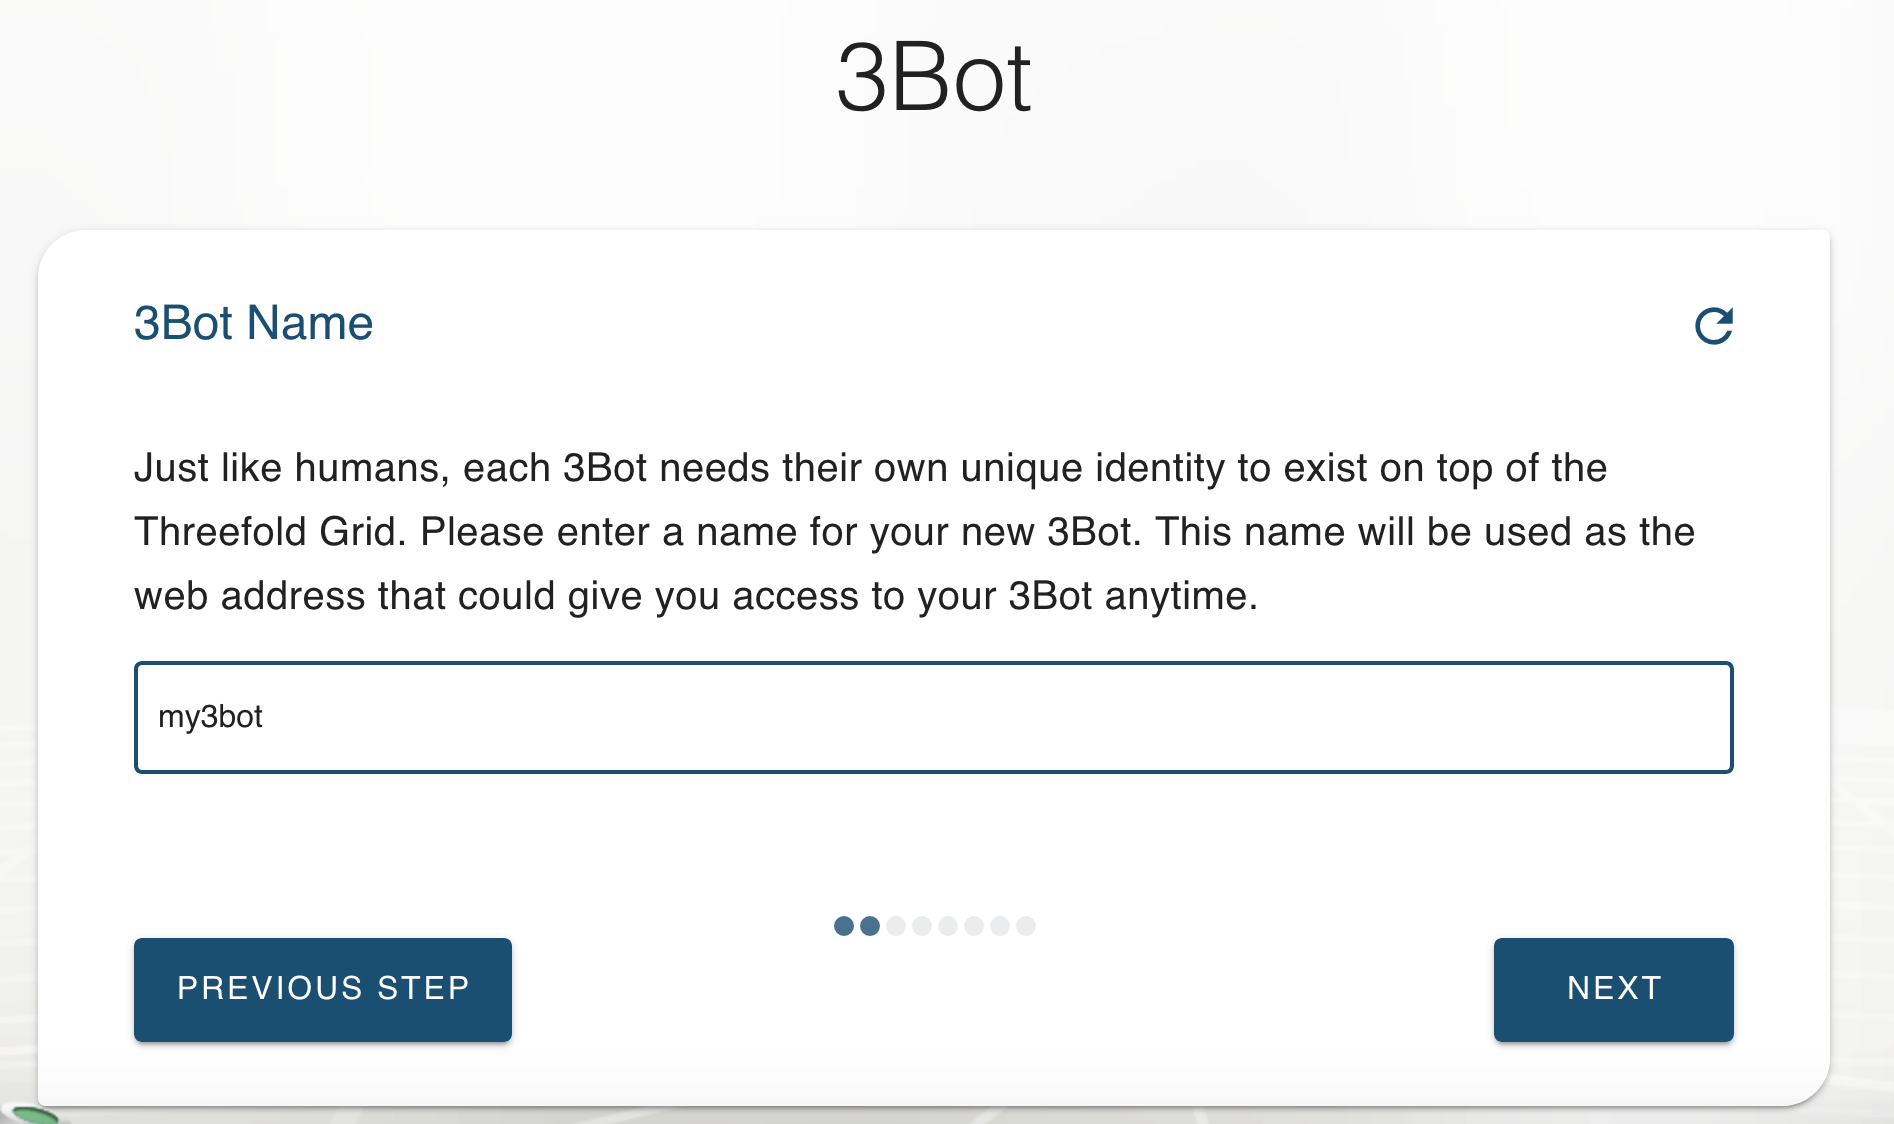 3Bot
3Bot Name
Just like humans, each 3Bot needs their own unique identity to exist on top of the
Threefold Grid. Please enter a name for your new 3Bot. This name will be used as the
web address that could give you access to your 3Bot anytime.
my3bot
PREVIOUS STEP
NEXT